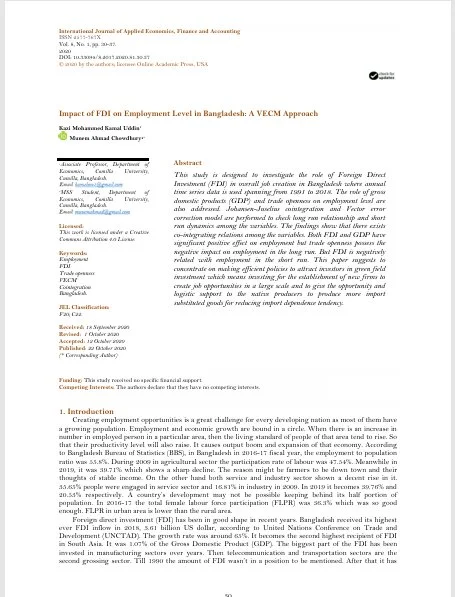 International Journal of Applied Economics, Finance and Accounting
ISSN 2577-767X
Vol. 8, No. 1, pp. 30-37.
2020
DOI: 10.33094/8.2017.2020.81.30.37
© 2020 by the authors; licensee Online Academic Press, USA
check for
updates
Impact of FDI on Employment Level in Bangladesh: A VECM Approach
Kazi Mohammed Kamal Uddin¹
iD Munem Ahmad Chowdhury²*
¹Associate Professor, Department of
Economics, Comilla University,
Comilla, Bangladesh.
Email:
²MSS Student, Department of
Economics, Comilla University,
Comilla, Bangladesh.
Email:
Licensed:
This work is licensed under a Creative
Commons Attribution 4.0 License
Keywords:
Employment
FDI
Trade openness
VECM
Cointegration
Bangladesh.
JEL Classification:
F20; C22.
Received: 18 September 2020
Revised: 1 October 2020
Accepted: 12 October 2020
Published: 22 October 2020
(* Corresponding Author)
Abstract
This study is designed to investigate the role of Foreign Direct
Investment (FDI) in overall job creation in Bangladesh where annual
time series data is used spanning from 1991 to 2018. The role of gross
domestic products (GDP) and trade openness on employment level are
also addressed. Johansen–Juselius cointegration and Vector error
correction model are performed to check long run relationship and short
run dynamics among the variables. The findings show that there exists
co-integrating relations among the variables. Both FDI and GDP have
significant positive effect on employment but trade openness possess the
negative impact on employment in the long run. But FDI is negatively
related with employment in the short run. This paper suggests to
concentrate on making efficient policies to attract investors in green field
investment which means investing for the establishment of new firms to
create job opportunities in a large scale and to give the opportunity and
logistic support to the native producers to produce more import
substituted goods for reducing import dependence tendency.
Funding: This study received no specific financial support.
Competing Interests: The authors declare that they have no competing interests.
1. Introduction
Creating employment opportunities is a great challenge for every developing nation as most of them have
a growing population. Employment and economic growth are bound in a circle. When there is an increase in
number in employed person in a particular area, then the living standard of people of that area tend to rise. So
that their productivity level will also raise. It causes output boom and expansion of that economy. According
to Bangladesh Bureau of Statistics (BBS), in Bangladesh in 2016-17 fiscal year, the employment to population
ratio was 55.8%. During 2009 in agricultural sector the participation rate of labour was 47.54%. Meanwhile in
2019, it was 39.71% which shows a sharp decline. The reason might be farmers to be down town and their
thoughts of stable income. On the other hand both service and industry sector shown a decent rise in it.
35.65% people were engaged in service sector and 16.81% in industry in 2009. In 2019 it becomes 39.76% and
20.53% respectively. A country's development may not be possible keeping behind its half portion of
population. In 2016-17 the total female labour force participation (FLPR) was 36.3% which was so good
enough. FLPR in urban area is lower than the rural area.
Foreign direct investment (FDI) has been in good shape in recent years. Bangladesh received its highest
ever FDI inflow in 2018, 3.61 billion US dollar, according to United Nations Conference on Trade and
Development (UNCTAD). The growth rate was around 68%. It becomes the second highest recipient of FDI
in South Asia. It was 1.07% of the Gross Domestic Product (GDP). The biggest part of the FDI has been
invested in manufacturing sectors over years. Then telecommunication and transportation sectors are the
second grossing sector. Till 1990 the amount of FDI wasn't in a position to be mentioned. After that it has
30